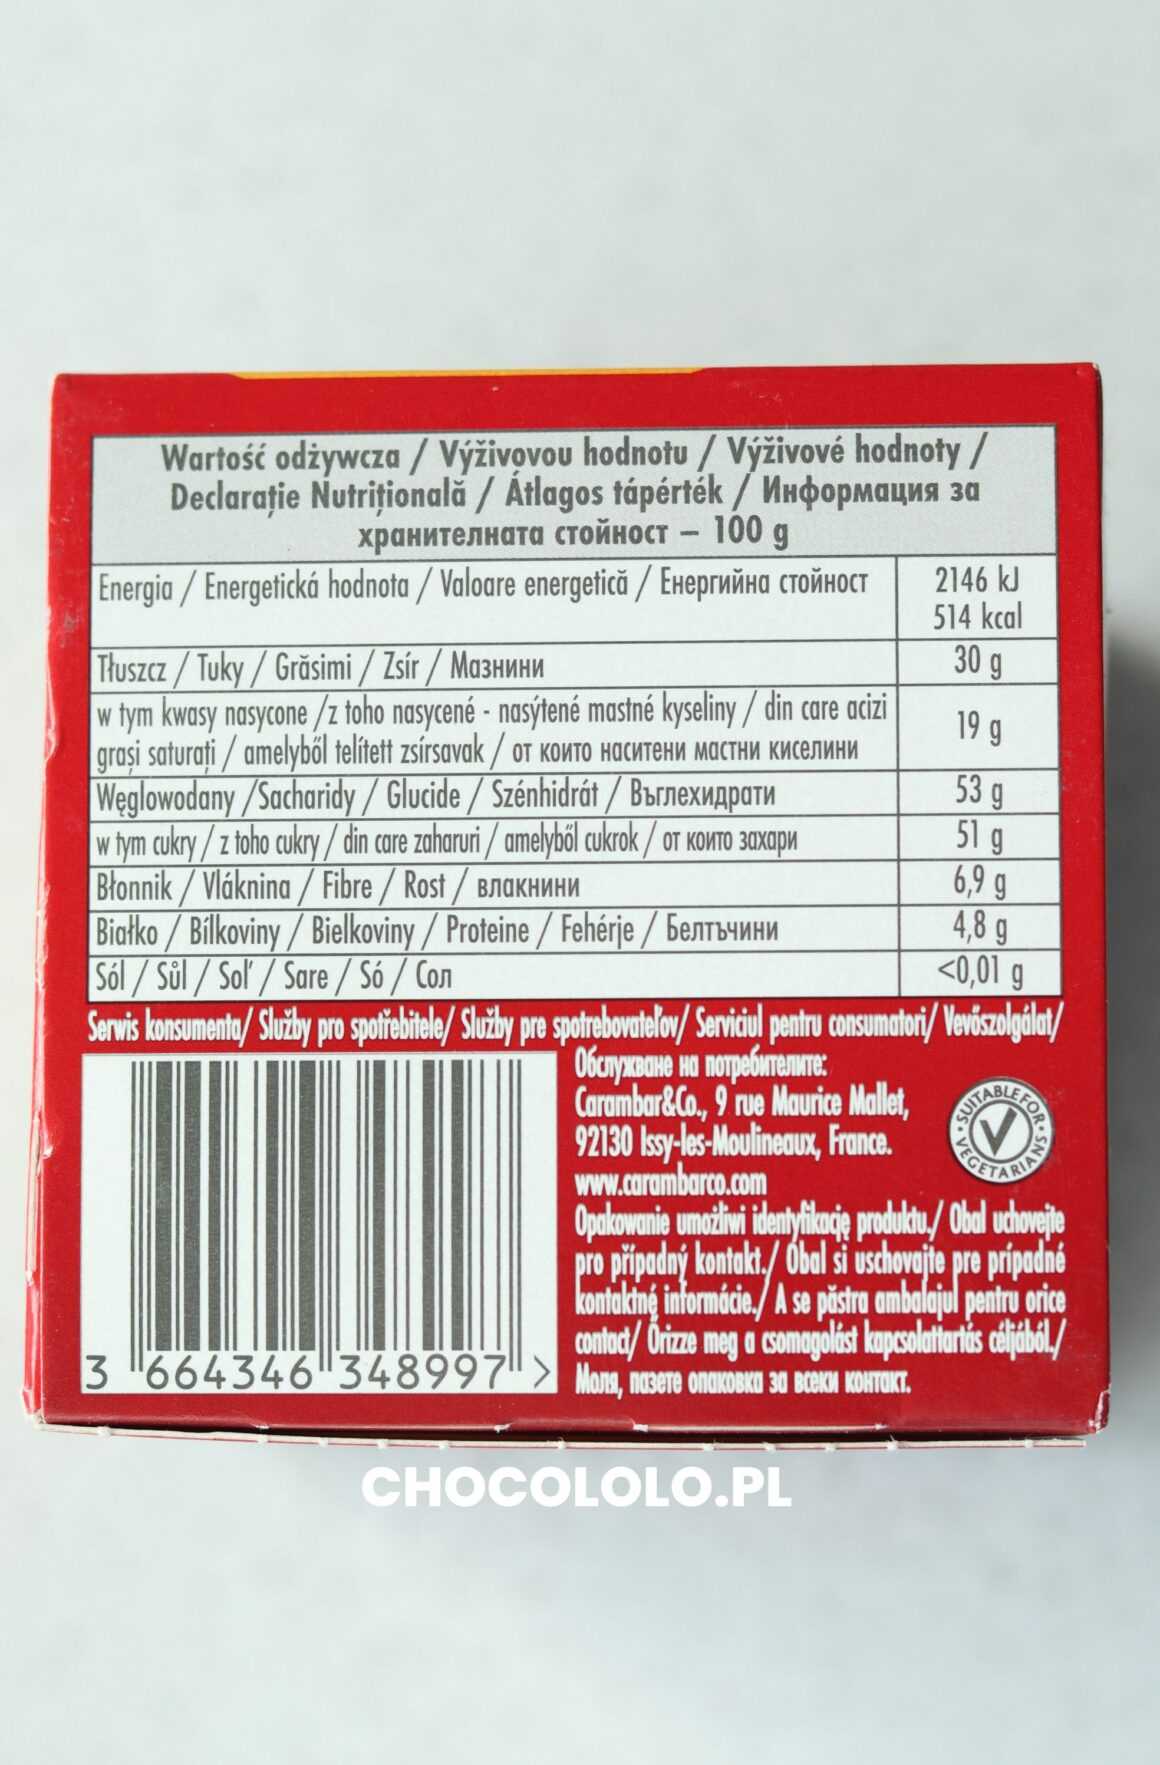 Wartość odżywcza / Výživovou hodnotu / Výživové hodnoty /
Declarație Nutrițională / Átlagos tápérték / Информация за
хранителната стойност – 100 g
Energia / Energetická hodnota / Valoare energetică / Енергийна стойност 2146 kJ
514 kcal
Tłuszcz / Tuky / Grăsimi / Zsír / Мазнини 30 g
w tym kwasy nasycone /z toho nasycené - nasýtené mastné kyseliny / din care acizi
grași saturați / amelyből telített zsírsavak / от които наситени мастни киселини 19 g
Węglowodany /Sacharidy / Glucide / Szénhidrát / Въглехидрати 53 g
w tym cukry / z toho cukry / din care zaharuri / amelyből cukrok / от които захари 51 g
Błonnik / Vláknina / Fibre / Rost / влакнини 6,9 g
Białko / Bílkoviny / Bielkoviny / Proteine / Fehérje / Белтъчини 4,8 g
Sól / Sůl / Soľ / Sare / Só / Сол <0,01 g
Serwis konsumenta/ Služby pro spotřebitele/ Služby pre spotrebovateľov/ Serviciul pentru consumatori/ Vevőszolgálat/
Обслужване на потребителите:
Carambar&Co., 9 rue Maurice Mallet,
92130 Issy-les-Moulineaux, France.
www.carambarco.com
SUITABLE FOR VEGETARIANS
Opakowanie umożliwi identyfikację produktu./ Obal uchovejte
pro případný kontakt./ Obal si uschovajte pre prípadné
kontaktné informácie./ A se păstra ambalajul pentru orice
contact/ Őrizze meg a csomagolást kapcsolattartás céljából./
Моля, пазете опаковка за всеки контакт.
3 664346 348997 >
CHOCOLOLO.PL